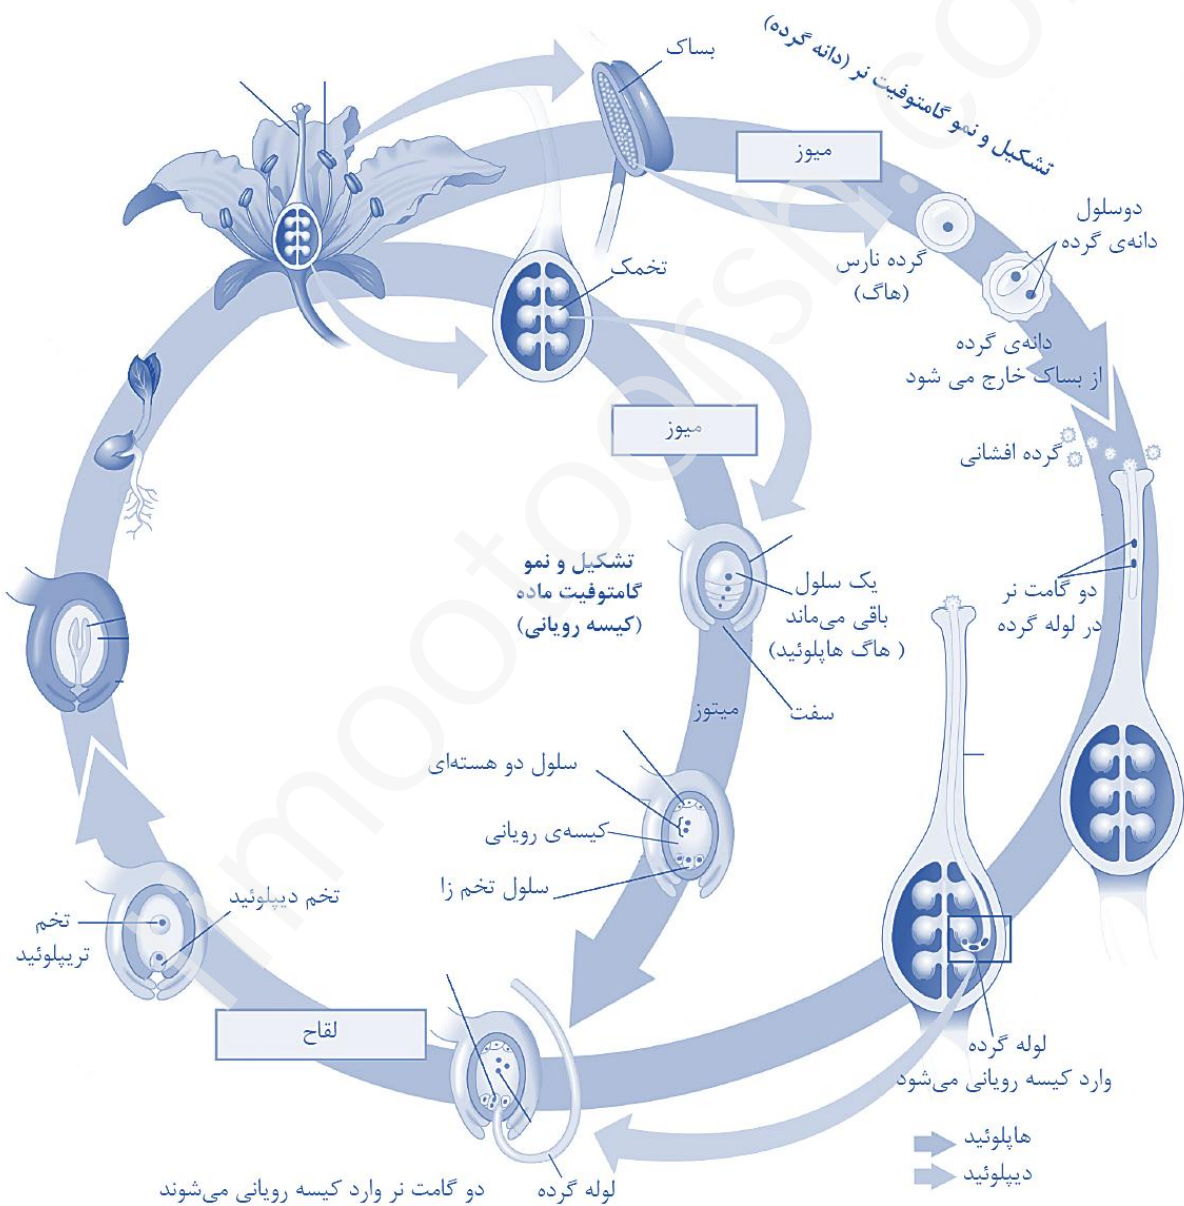 تشکیل و نمو گامتوفیت نر (دانه گرده)
بساک
میوز
دوسلول
دانه‌ی گرده
گرده نارس
(هاگ)
تخمک
دانه‌ی گرده
از بساک خارج می شود
میوز
گرده افشانی
تشکیل و نمو
گامتوفیت ماده
(کیسه رویانی)
یک سلول
باقی می‌ماند
( هاگ هاپلوئید)
دو گامت نر
در لوله گرده
سفت
میتوز
سلول دو هسته‌ای
کیسه‌ی رویانی
سلول تخم زا
تخم دیپلوئید
تخم
تریپلوئید
لقاح
لوله گرده
وارد کیسه رویانی می‌شود
هاپلوئید
دیپلوئید
لوله گرده
دو گامت نر وارد کیسه رویانی می‌شوند